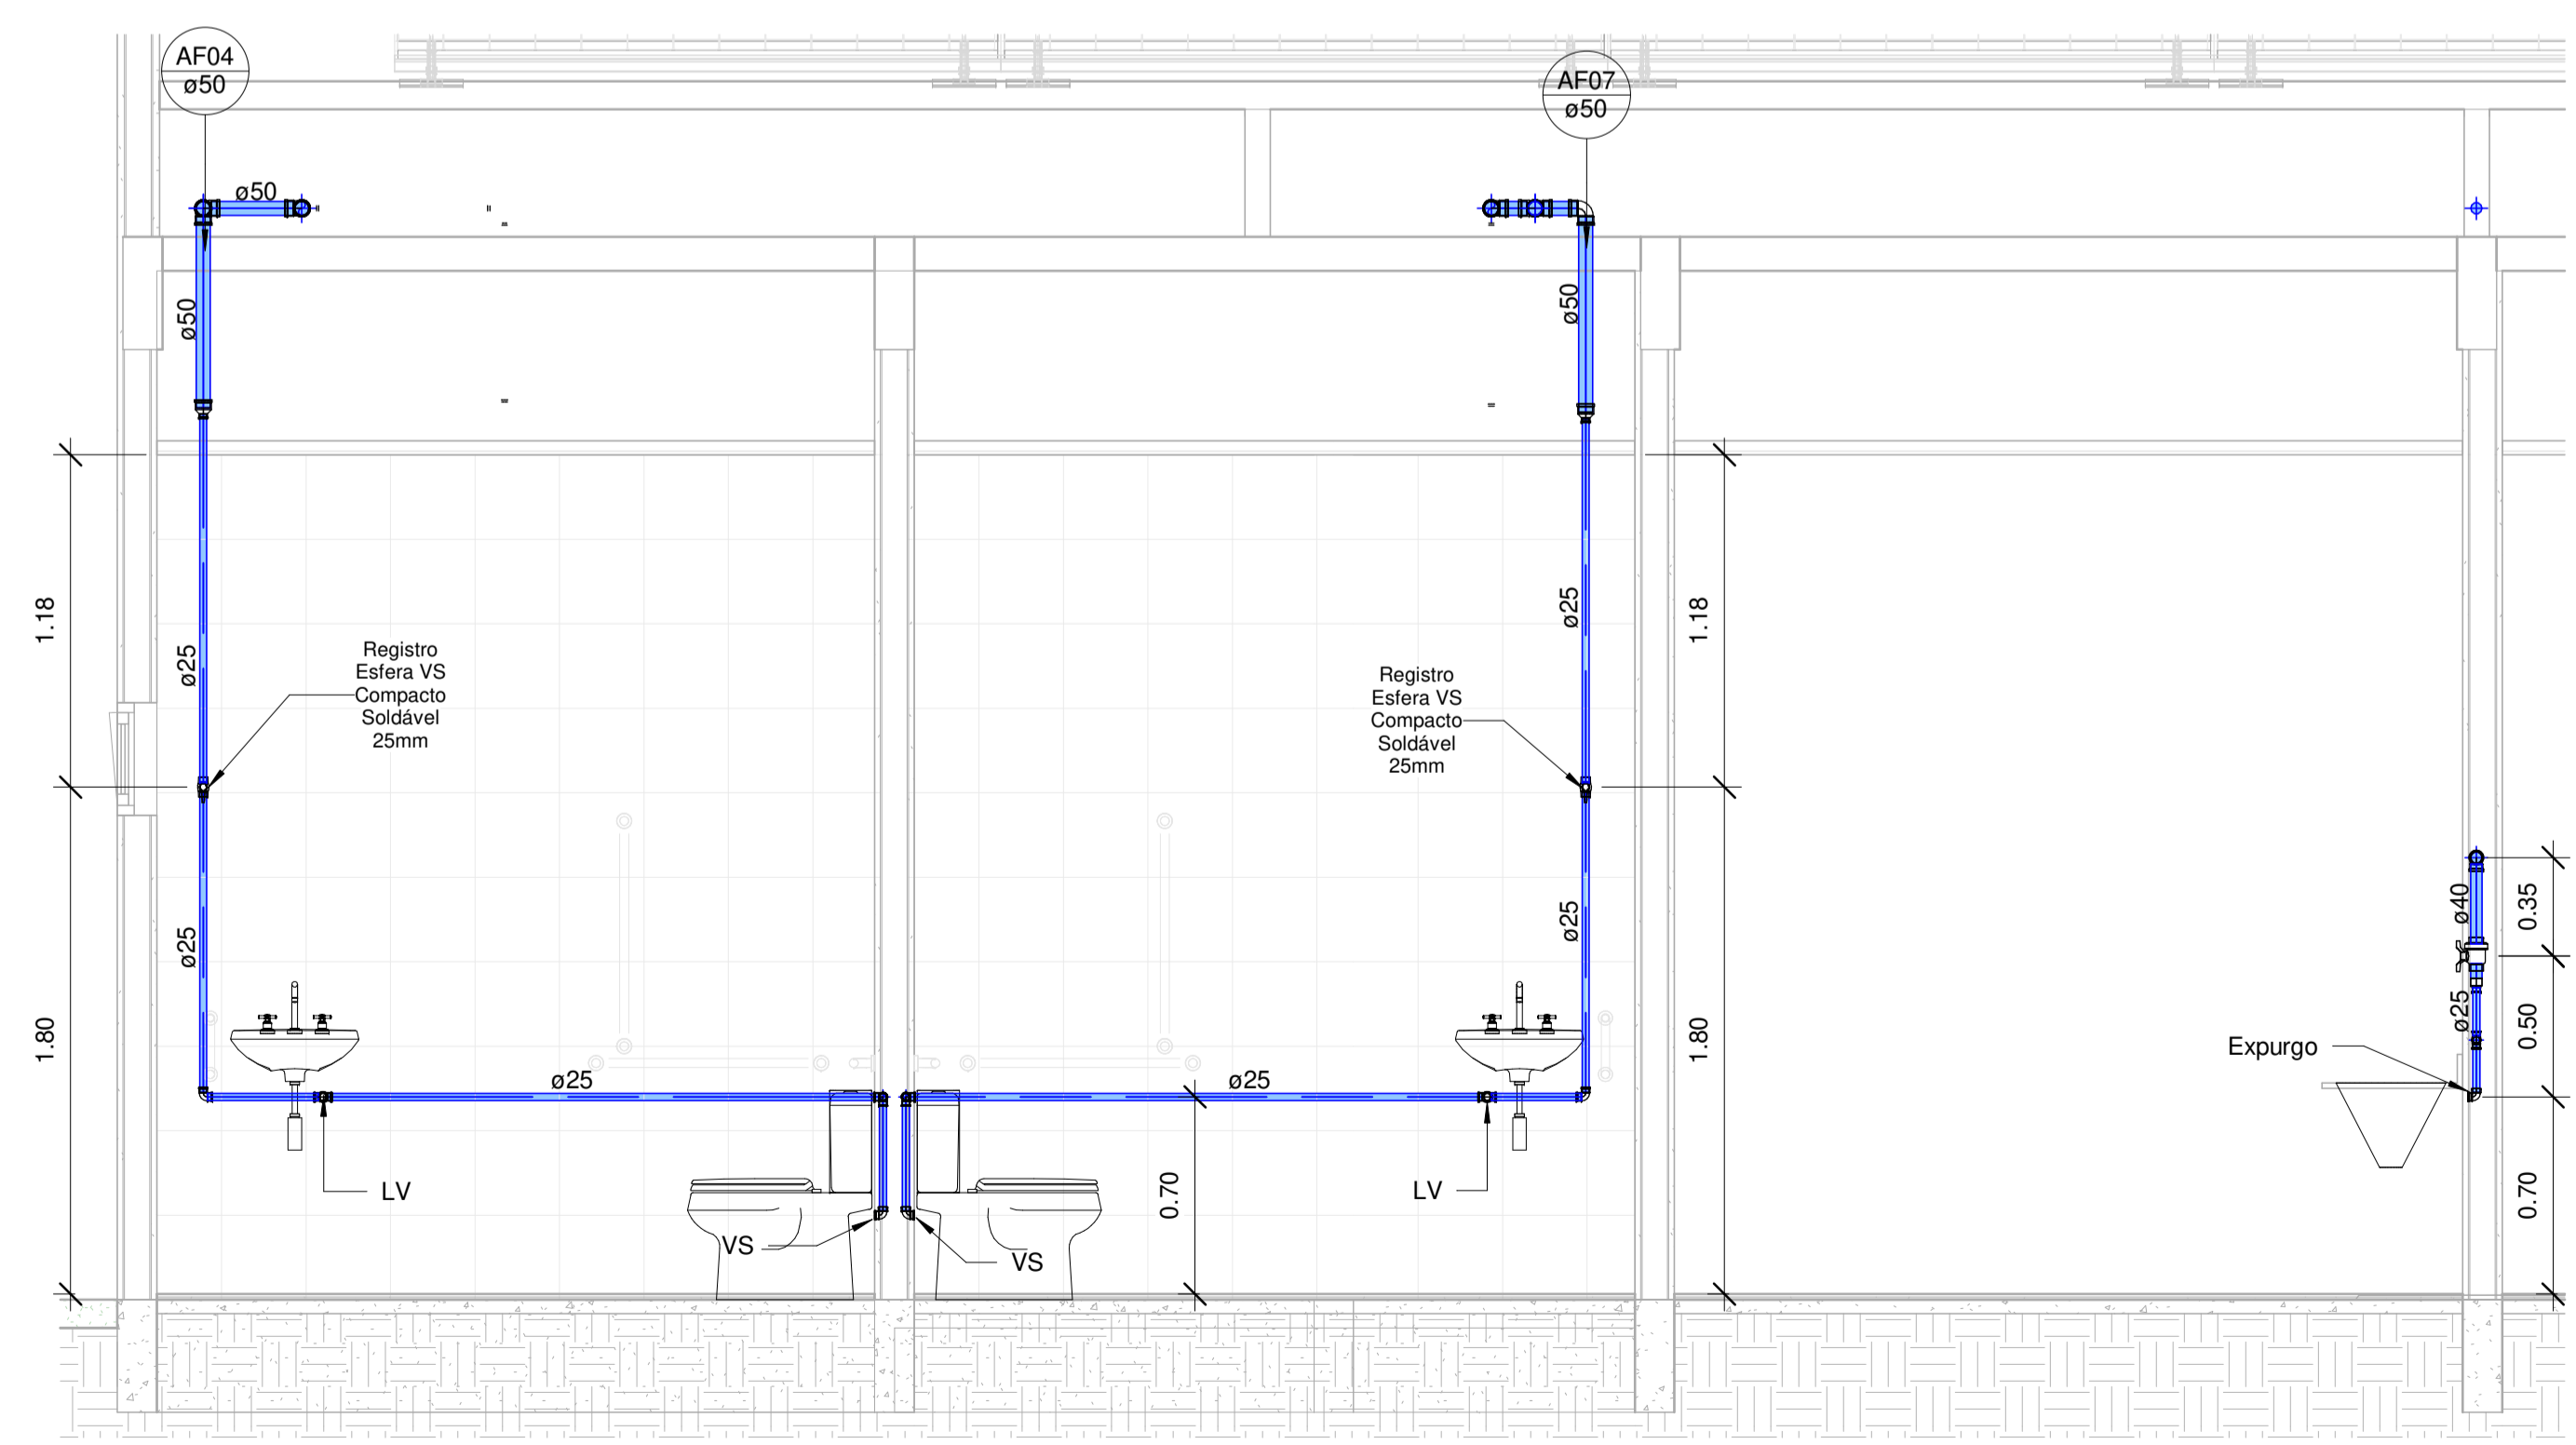 AF04
ø50
AF07
ø50
ø50
ø50
ø50
1.18
ø25
Registro
Esfera VS
Compacto
Soldável
25mm
ø25
Registro
Esfera VS
Compacto
Soldável
25mm
1.18
ø25
ø25
1.80
1.80
ø40
0.35
ø25
0.50
Expurgo
ø25
ø25
LV
LV
0.70
0.70
VS
VS